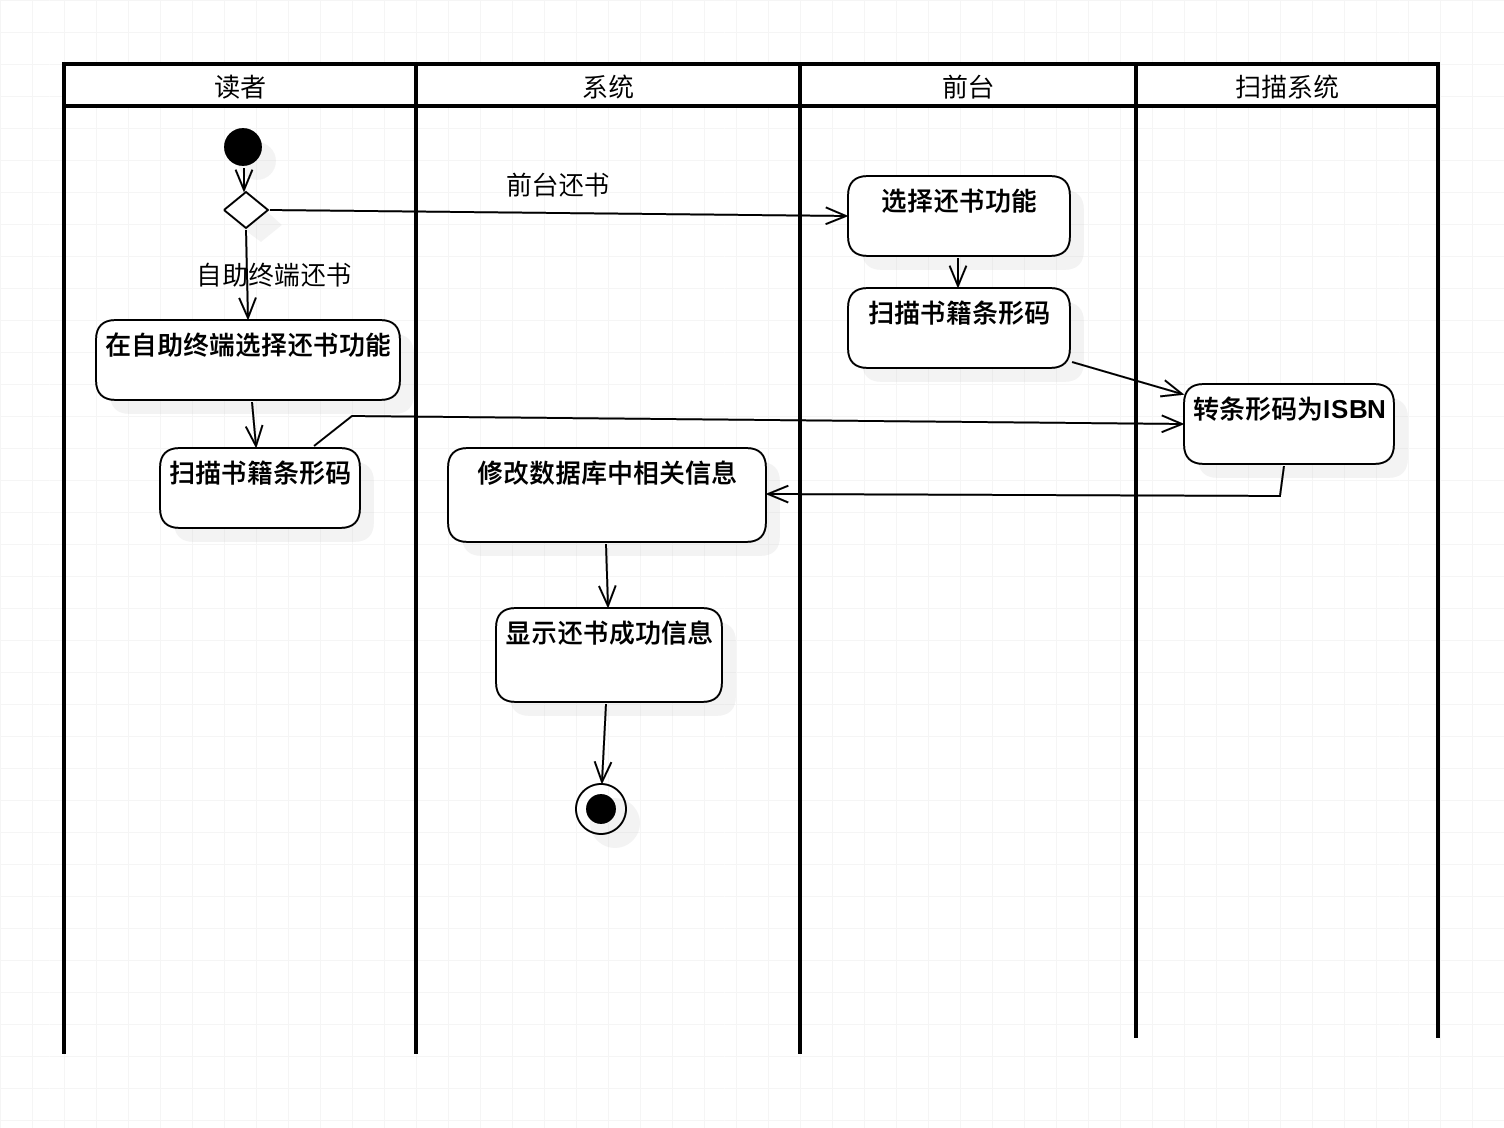 读者
系统
前台
扫描系统
前台还书
选择还书功能
自助终端还书
扫描书籍条形码
在自助终端选择还书功能
转条形码为ISBN
扫描书籍条形码
修改数据库中相关信息
显示还书成功信息